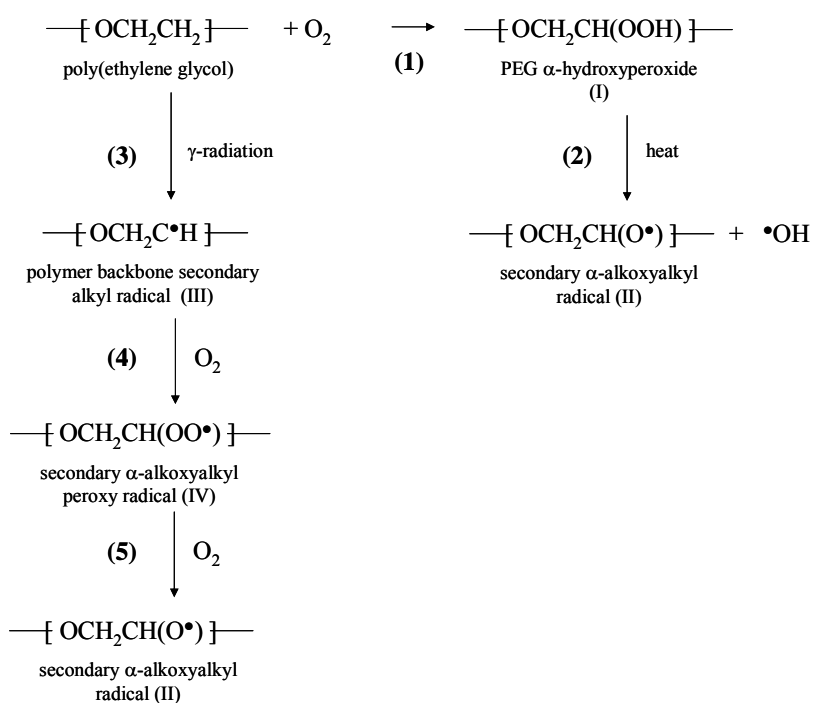 —[ OCH₂CH₂ ]— + O₂ —[ OCH₂CH(OOH) ]—
(1)
poly(ethylene glycol)
PEG α-hydroxyperoxide
(I)
(3) γ-radiation
(2) heat
—[ OCH₂C•H ]—
—[ OCH₂CH(O•) ]— + •OH
polymer backbone secondary
alkyl radical (III)
secondary α-alkoxyalkyl
radical (II)
(4) O₂
—[ OCH₂CH(OO•) ]—
secondary α-alkoxyalkyl
peroxy radical (IV)
(5) O₂
—[ OCH₂CH(O•) ]—
secondary α-alkoxyalkyl
radical (II)